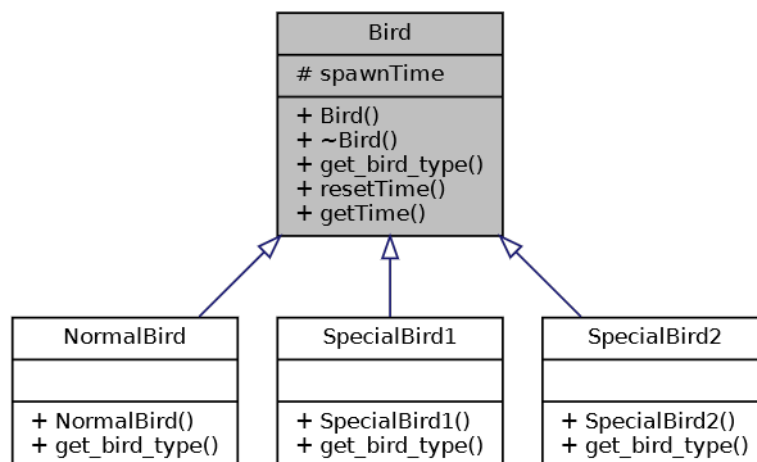 Bird
# spawnTime
+ Bird()
+ ~Bird()
+ get_bird_type()
+ resetTime()
+ getTime()
NormalBird
+ NormalBird()
+ get_bird_type()
SpecialBird1
+ SpecialBird1()
+ get_bird_type()
SpecialBird2
+ SpecialBird2()
+ get_bird_type()